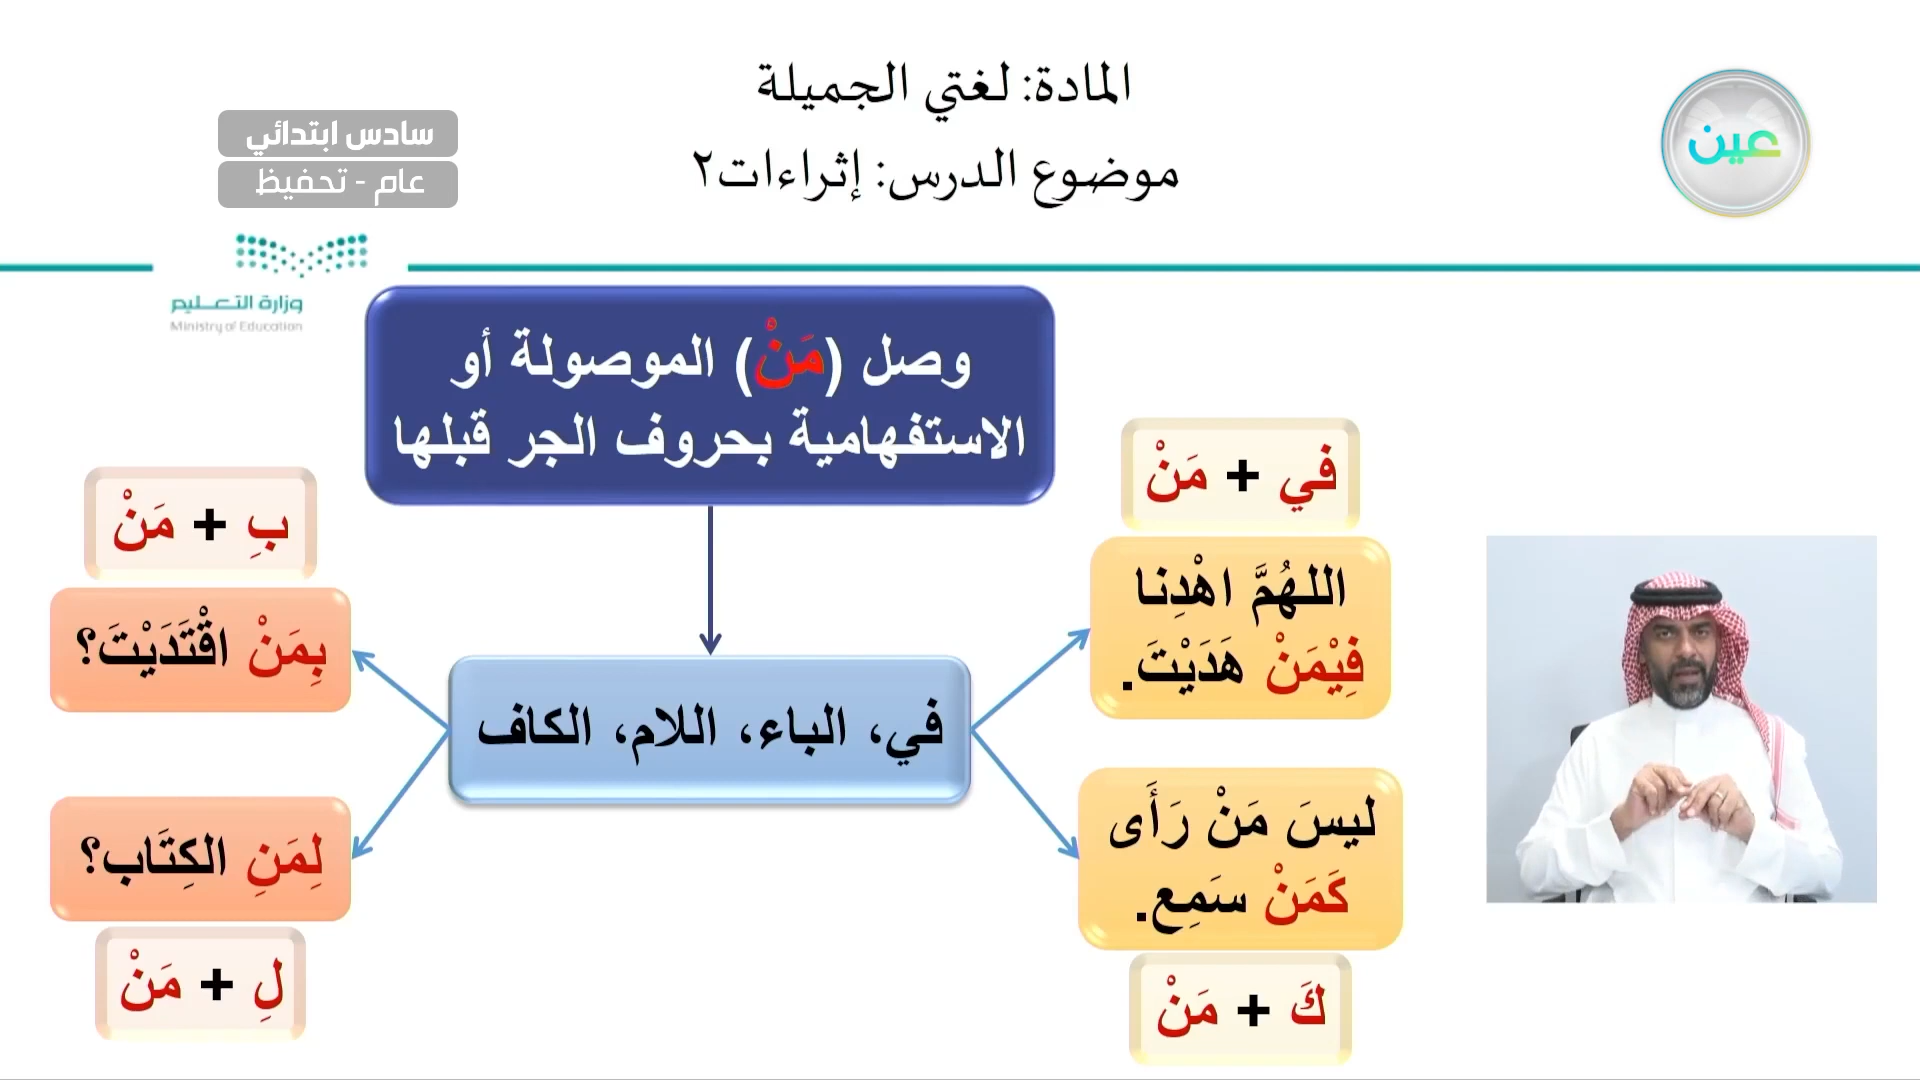 المادة: لغتي الجميلة
موضوع الدرس: إثراءات٢
عين
سادس ابتدائي
عام - تحفيظ
وزارة التعليم
Ministry of Education
وصل (مَنْ) الموصولة أو
الاستفهامية بحروف الجر قبلها
في، الباء، اللام، الكاف
في + مَنْ
اللهُمَّ اهْدِنا
فِيْمَنْ هَدَيْتَ.
ليسَ مَنْ رَأَى
كَمَنْ سمَِع.
كَ + مَنْ
بِ + مَنْ
بِمَنْ اقْتَدَيْتَ؟
لِمَنِ الكِتَاب؟
لِ + مَنْ